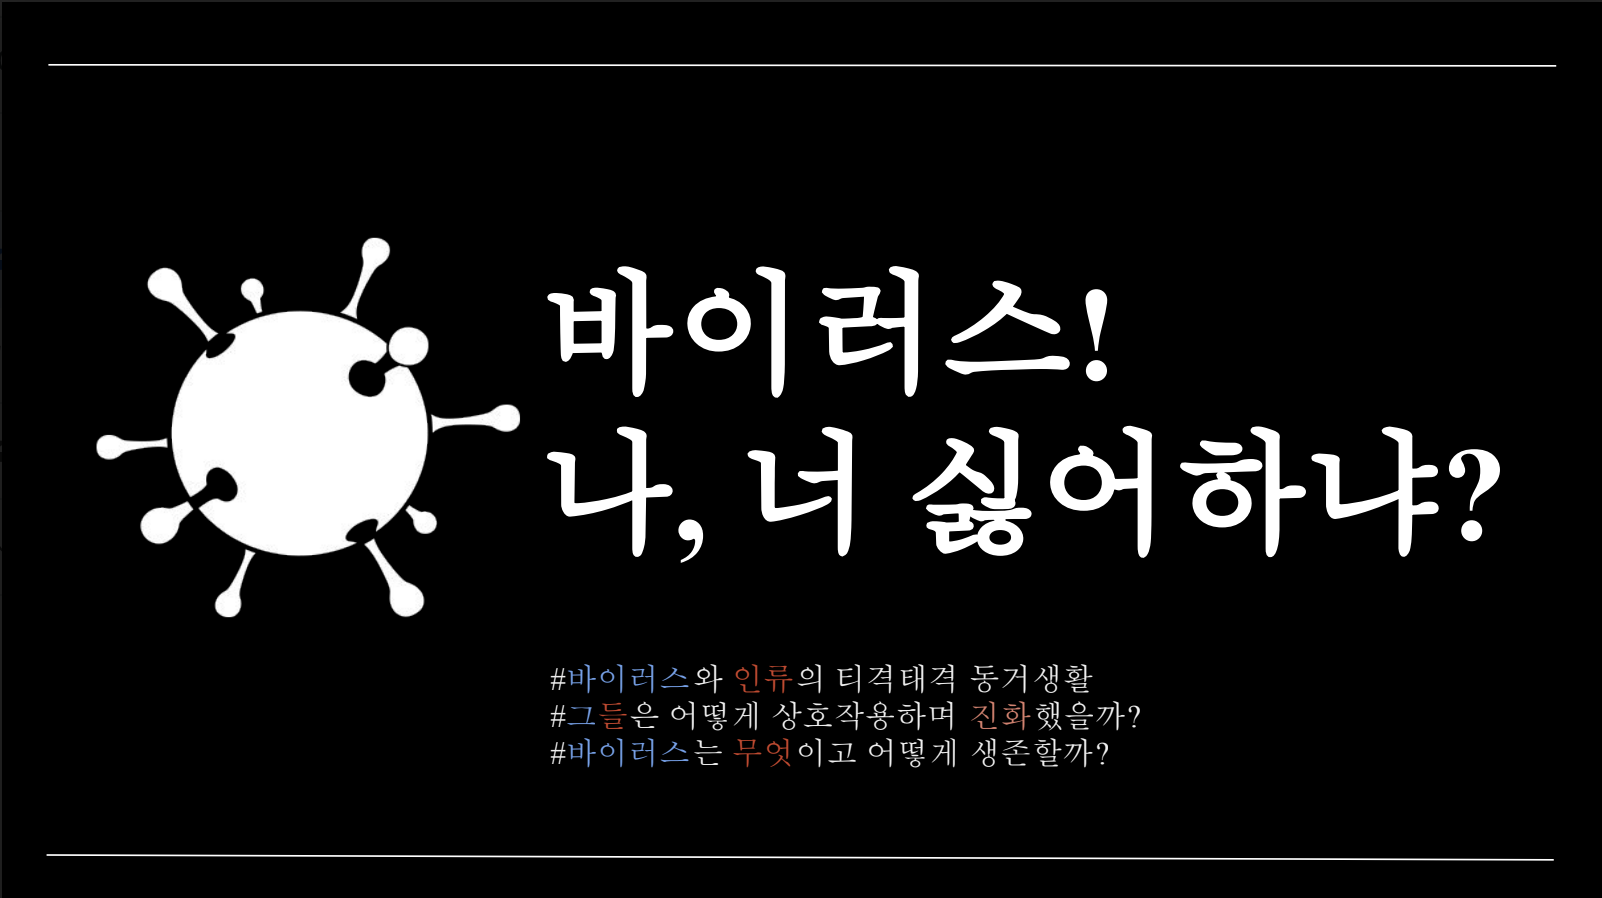 바이러스!
나, 너 싫어하냐?
#바이러스와 인류의 티격태격 동거생활
#그들은 어떻게 상호작용하며 진화했을까?
#바이러스는 무엇이고 어떻게 생존할까?